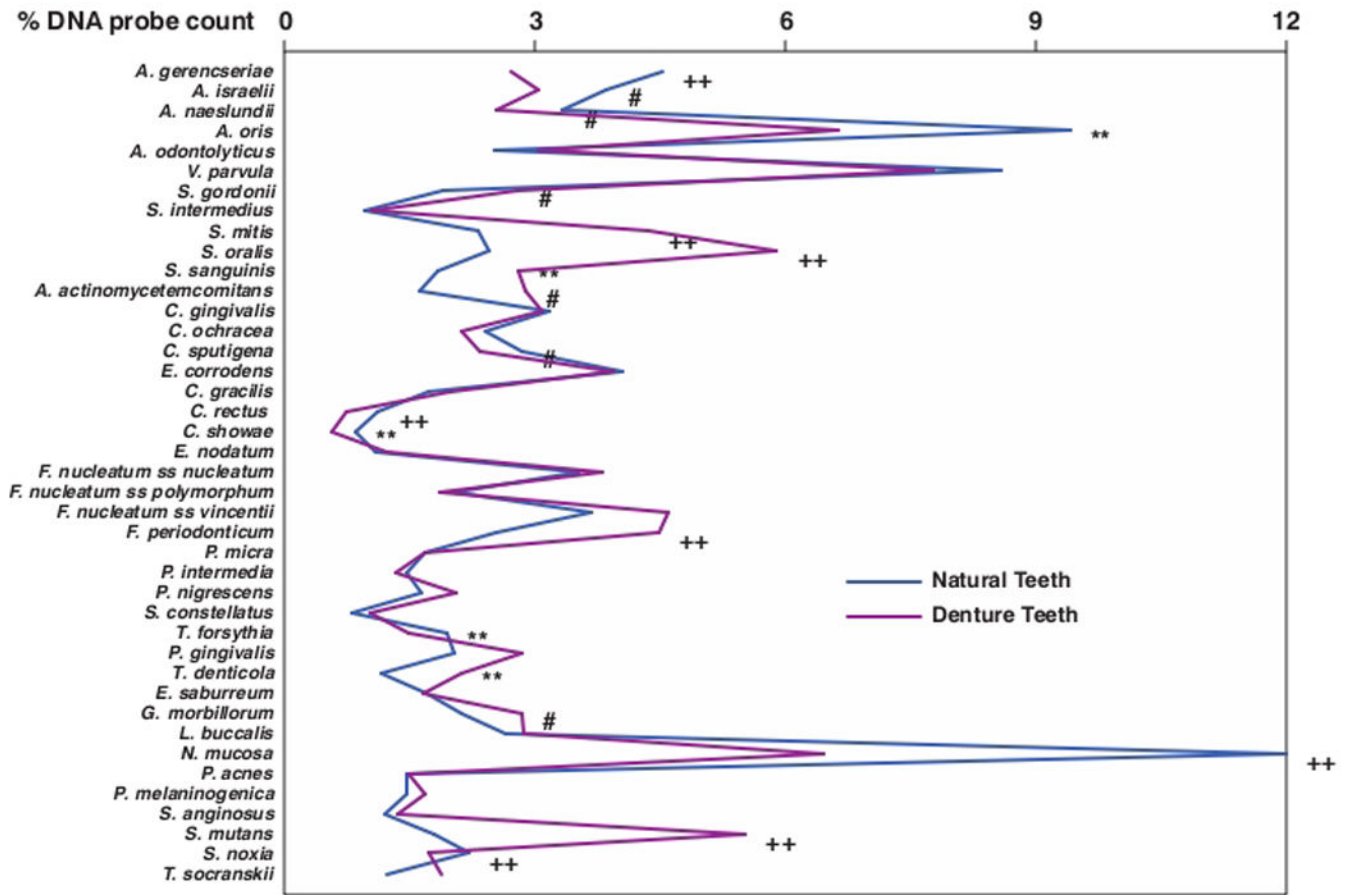 % DNA probe count 0 3 6 9 12
A. gerencseriae
++
A. israelii
#
A. naeslundii
#
A. oris
**
A. odontolyticus
V. parvula
S. gordonii
#
S. intermedius
S. mitis
++
S. oralis
++
S. sanguinis
**
A. actinomycetemcomitans
#
C. gingivalis
C. ochracea
C. sputigena
#
E. corrodens
C. gracilis
C. rectus
++
C. showae
**
E. nodatum
F. nucleatum ss nucleatum
F. nucleatum ss polymorphum
F. nucleatum ss vincentii
F. periodonticum
++
P. micra
P. intermedia
Natural Teeth
P. nigrescens
S. constellatus
Denture Teeth
T. forsythia
**
P. gingivalis
T. denticola
**
E. saburreum
G. morbillorum
#
L. buccalis
N. mucosa
++
P. acnes
P. melaninogenica
S. anginosus
S. mutans
++
S. noxia
++
T. socranskii